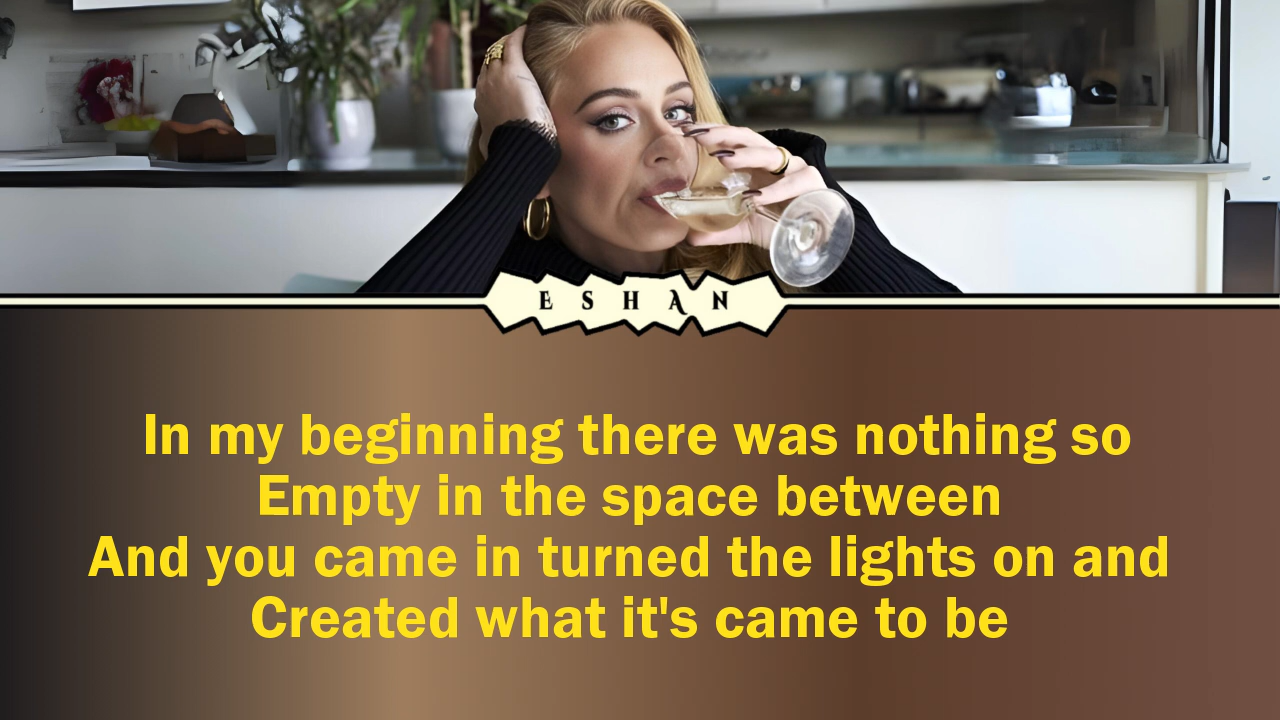 ESHAN
In my beginning there was nothing so
Empty in the space between
And you came in turned the lights on and
Created what it's came to be